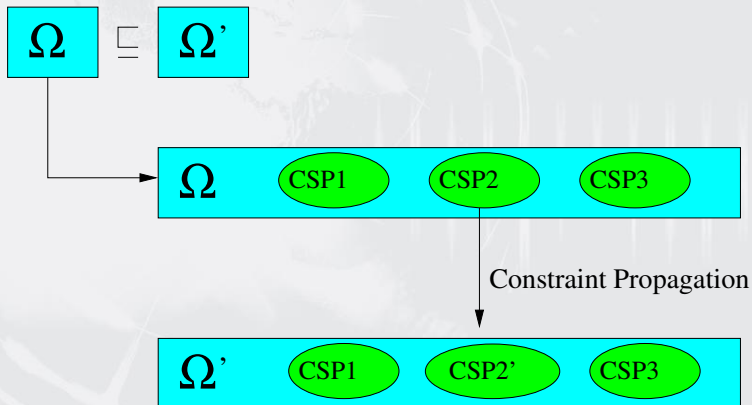 Ω ⊑ Ω’
Ω CSP1 CSP2 CSP3
Constraint Propagation
Ω’ CSP1 CSP2’ CSP3